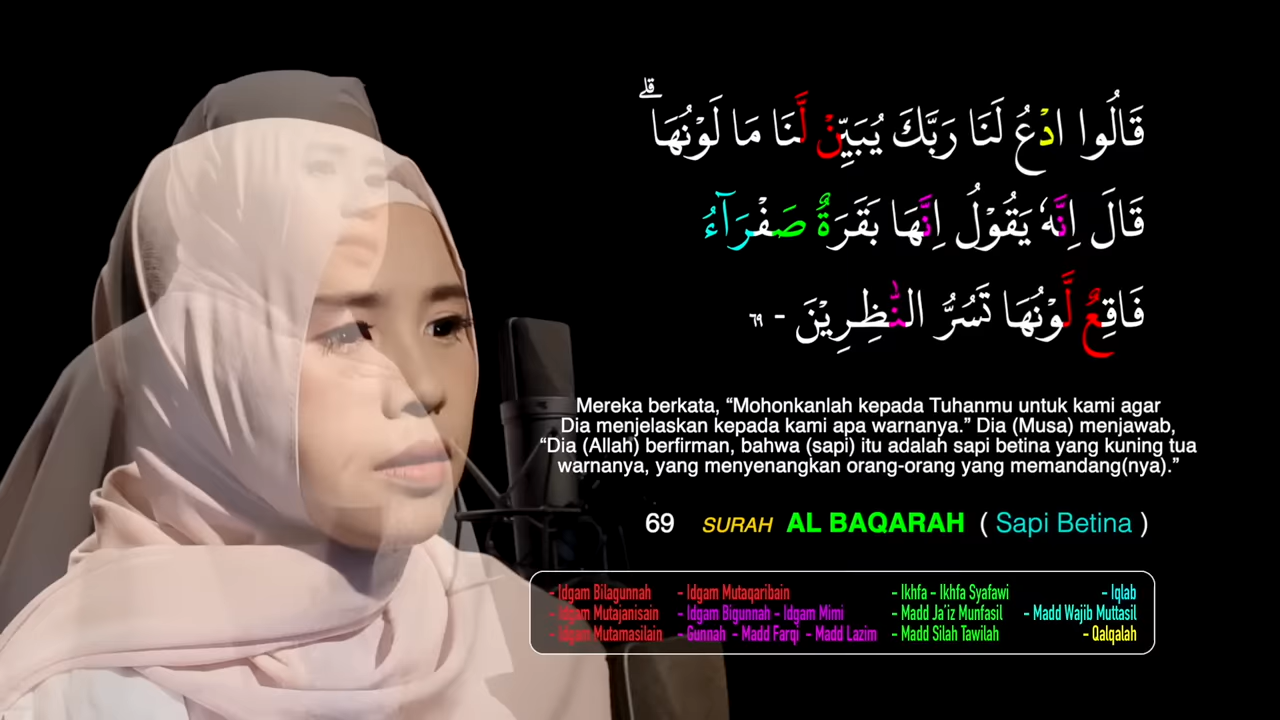 قَالُوا ادْعُ لَنَا رَبَّكَ يُبَيِّنْ لَّنَا مَا لَوْنُهَا ۗ
قَالَ اِنَّهٗ يَقُوْلُ اِنَّهَا بَقَرَةٌ صَفْرَاۤءُ
فَاقِعٌ لَّوْنُهَا تَسُرُّ النّٰظِرِيْنَ - ٦٩
Mereka berkata, “Mohonkanlah kepada Tuhanmu untuk kami agar
Dia menjelaskan kepada kami apa warnanya.” Dia (Musa) menjawab,
“Dia (Allah) berfirman, bahwa (sapi) itu adalah sapi betina yang kuning tua
warnanya, yang menyenangkan orang-orang yang memandang(nya).”
69 SURAH AL BAQARAH ( Sapi Betina )
- Idgam Bilagunnah - Idgam Mutaqaribain - Ikhfa - Ikhfa Syafawi - Iqlab
- Idgam Mutajanisain - Idgam Bigunnah - Idgam Mimi - Madd Ja'iz Munfasil - Madd Wajib Muttasil
- Idgam Mutamasilain - Gunnah - Madd Farqi - Madd Lazim - Madd Silah Tawilah - Qalqalah